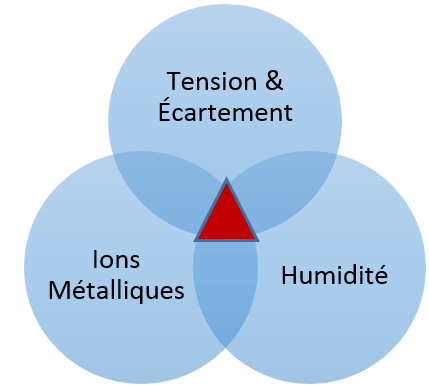 Tension &
Écartement
Ions
Métalliques
Humidité